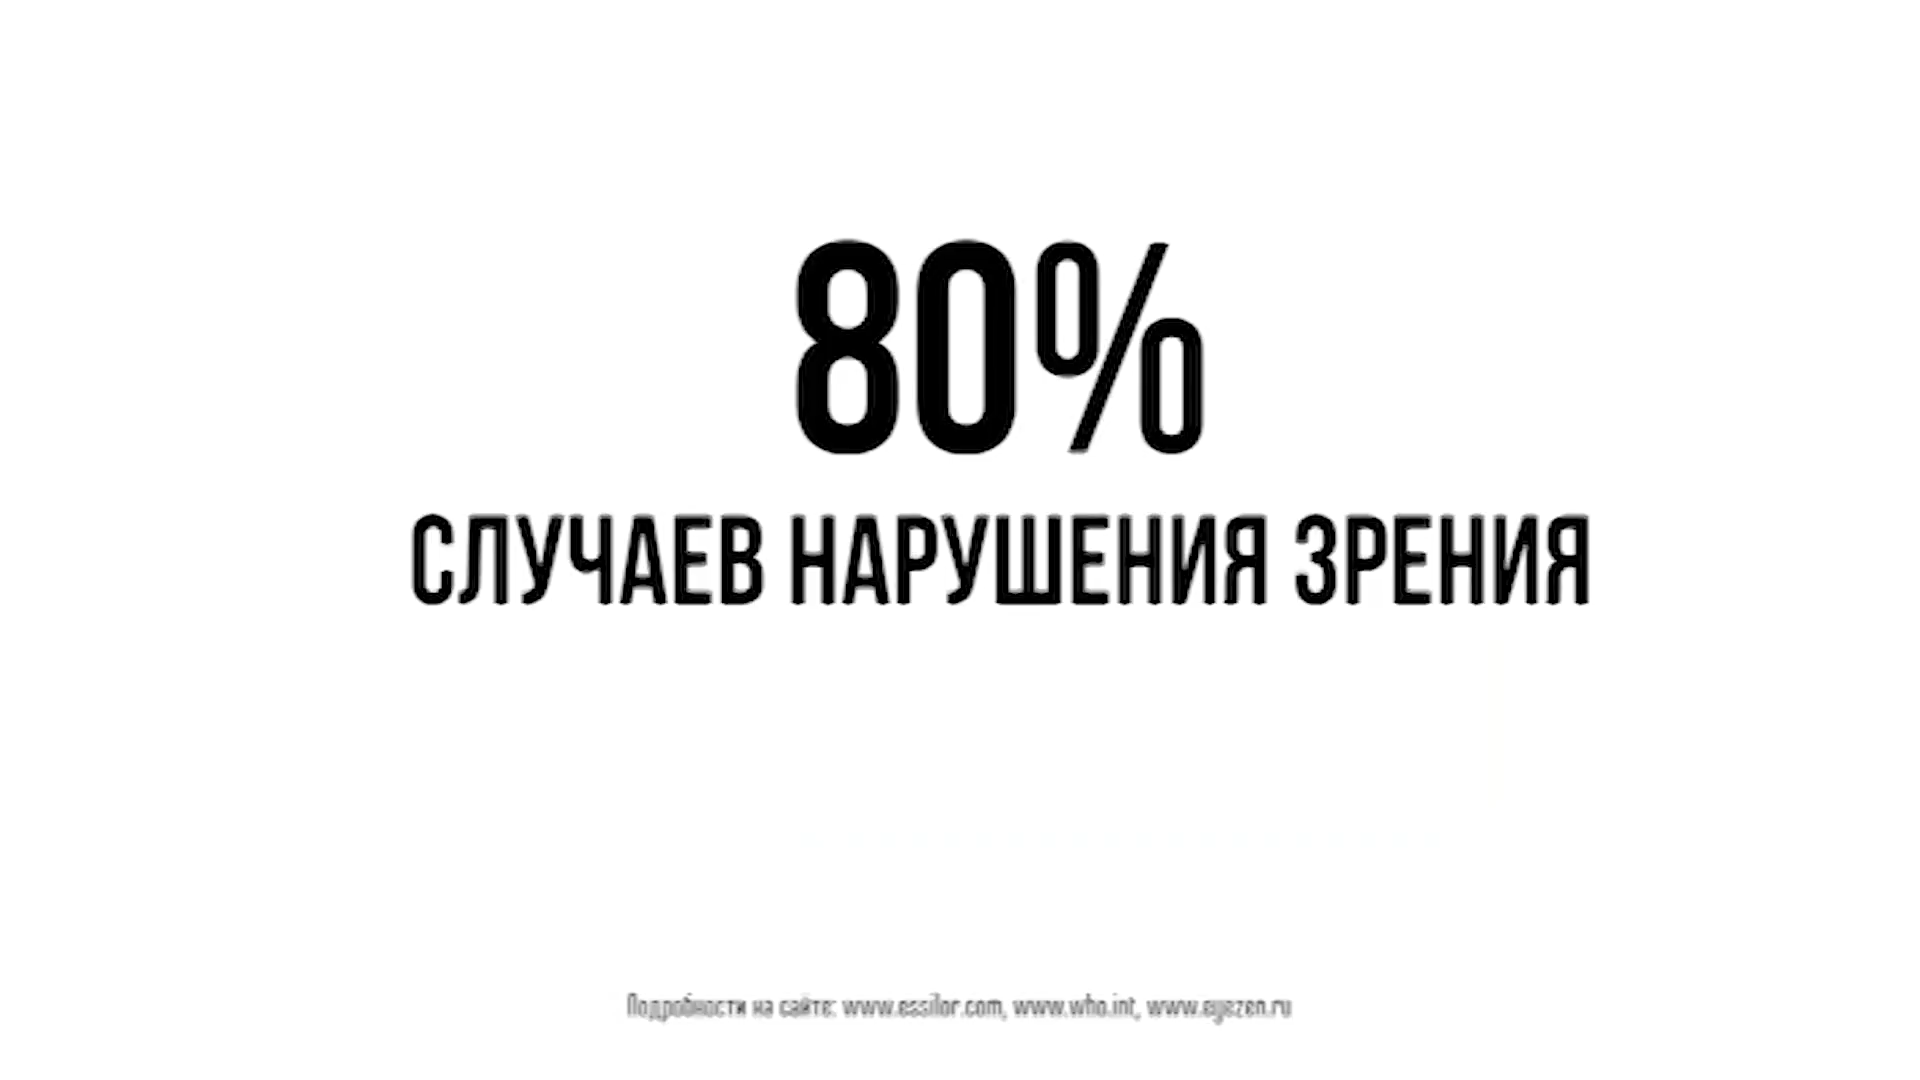 80%
СЛУЧАЕВ НАРУШЕНИЯ ЗРЕНИЯ
Подробности на сайте: www.essilor.com, www.who.int, www.eyezen.ru